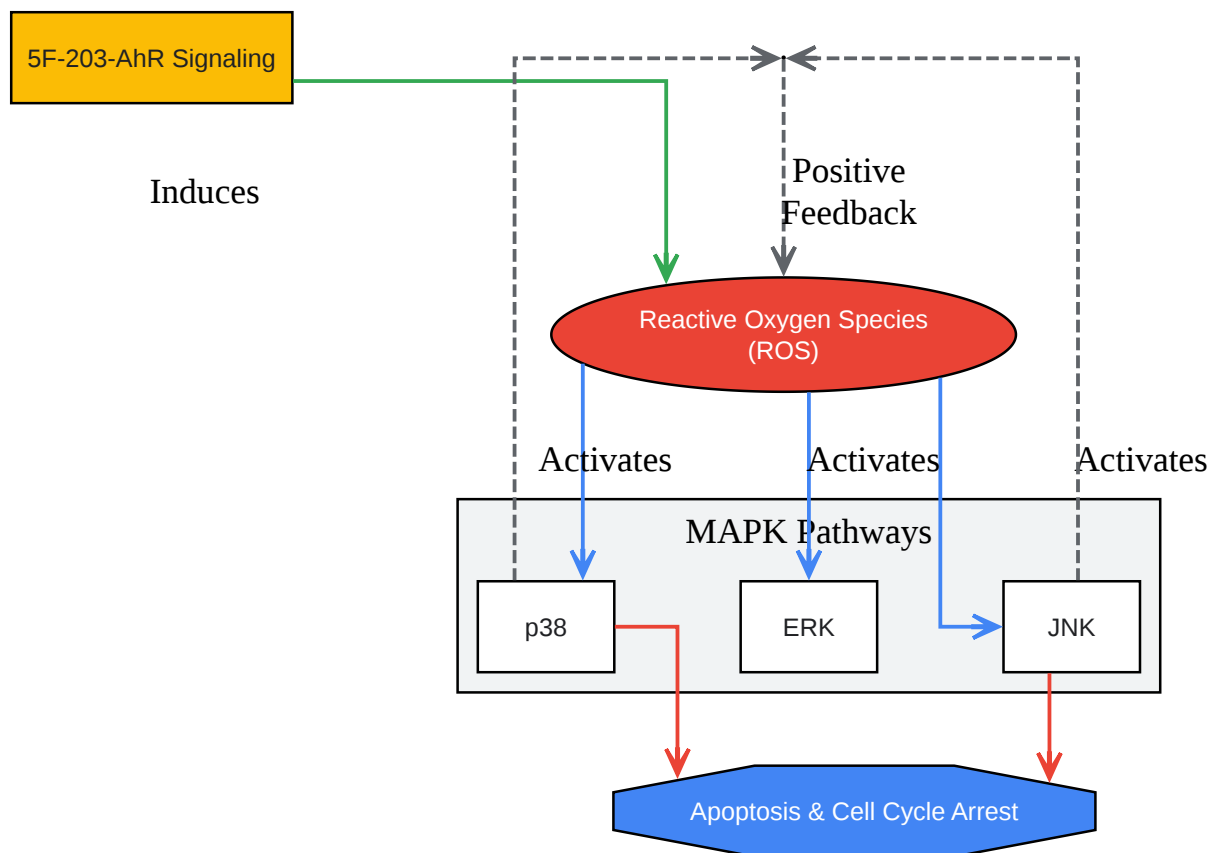 5F-203-AhR Signaling
Induces
Positive
Feedback
Reactive Oxygen Species
(ROS)
Activates
Activates
Activates
MAPK Pathways
p38
ERK
JNK
Apoptosis & Cell Cycle Arrest